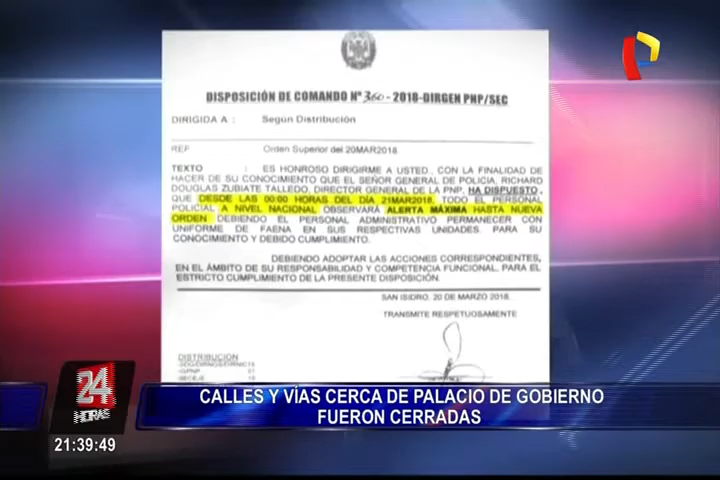 DISPOSICIÓN DE COMANDO Nº 360 - 2018-DIRGEN PNP/SEC
DIRIGIDA A : Según Distribución
REF Orden Superior del 20MAR2018
TEXTO : ES HONROSO DIRIGIRME A USTED, CON LA FINALIDAD
DE HACER DE SU CONOCIMIENTO QUE EL SEÑOR GENERAL DE POLICIA, RICHARD
DOUGLAS ZUBIATE TALLEDO, DIRECTOR GENERAL DE LA PNP, HA DISPUESTO,
QUE DESDE LAS 00:00 HORAS DEL DÍA 21MAR2018, TODO EL PERSONAL
POLICIAL A NIVEL NACIONAL OBSERVARÁ ALERTA MÁXIMA HASTA NUEVA
ORDEN DEBIENDO EL PERSONAL ADMINISTRATIVO PERMANECER CON
UNIFORME DE FAENA EN SUS RESPECTIVAS UNIDADES. PARA SU
CONOCIMIENTO Y DEBIDO CUMPLIMIENTO.
DEBIENDO ADOPTAR LAS ACCIONES CORRESPONDIENTES,
EN EL ÁMBITO DE SU RESPONSABILIDAD Y COMPETENCIA FUNCIONAL, PARA EL
ESTRICTO CUMPLIMIENTO DE LA PRESENTE DISPOSICIÓN.
SAN ISIDRO, 20 DE MARZO 2018.
TRANSMITE RESPETUOSAMENTE
DISTRIBUCIÓN
24
HORAS
CALLES Y VÍAS CERCA DE PALACIO DE GOBIERNO
FUERON CERRADAS
21:39:49